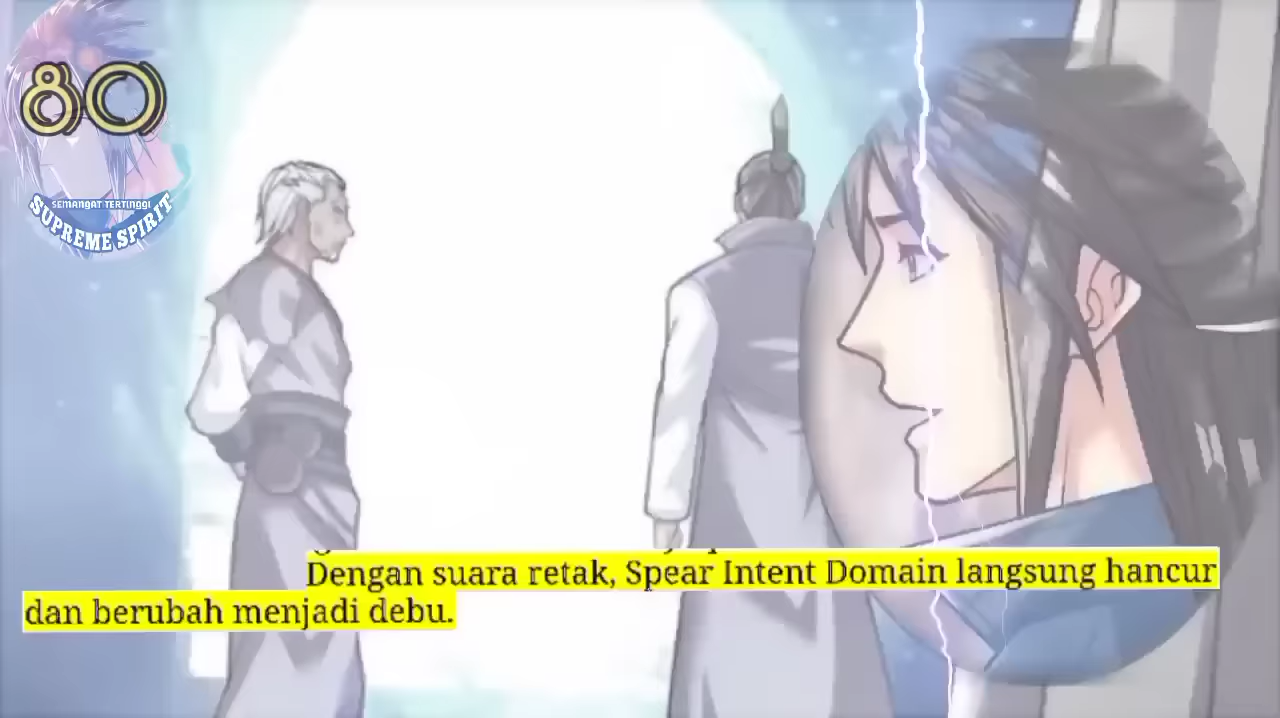 80
SEMANGAT TERTINGGI
SUPREME SPIRIT
Dengan suara retak, Spear Intent Domain langsung hancur
dan berubah menjadi debu.